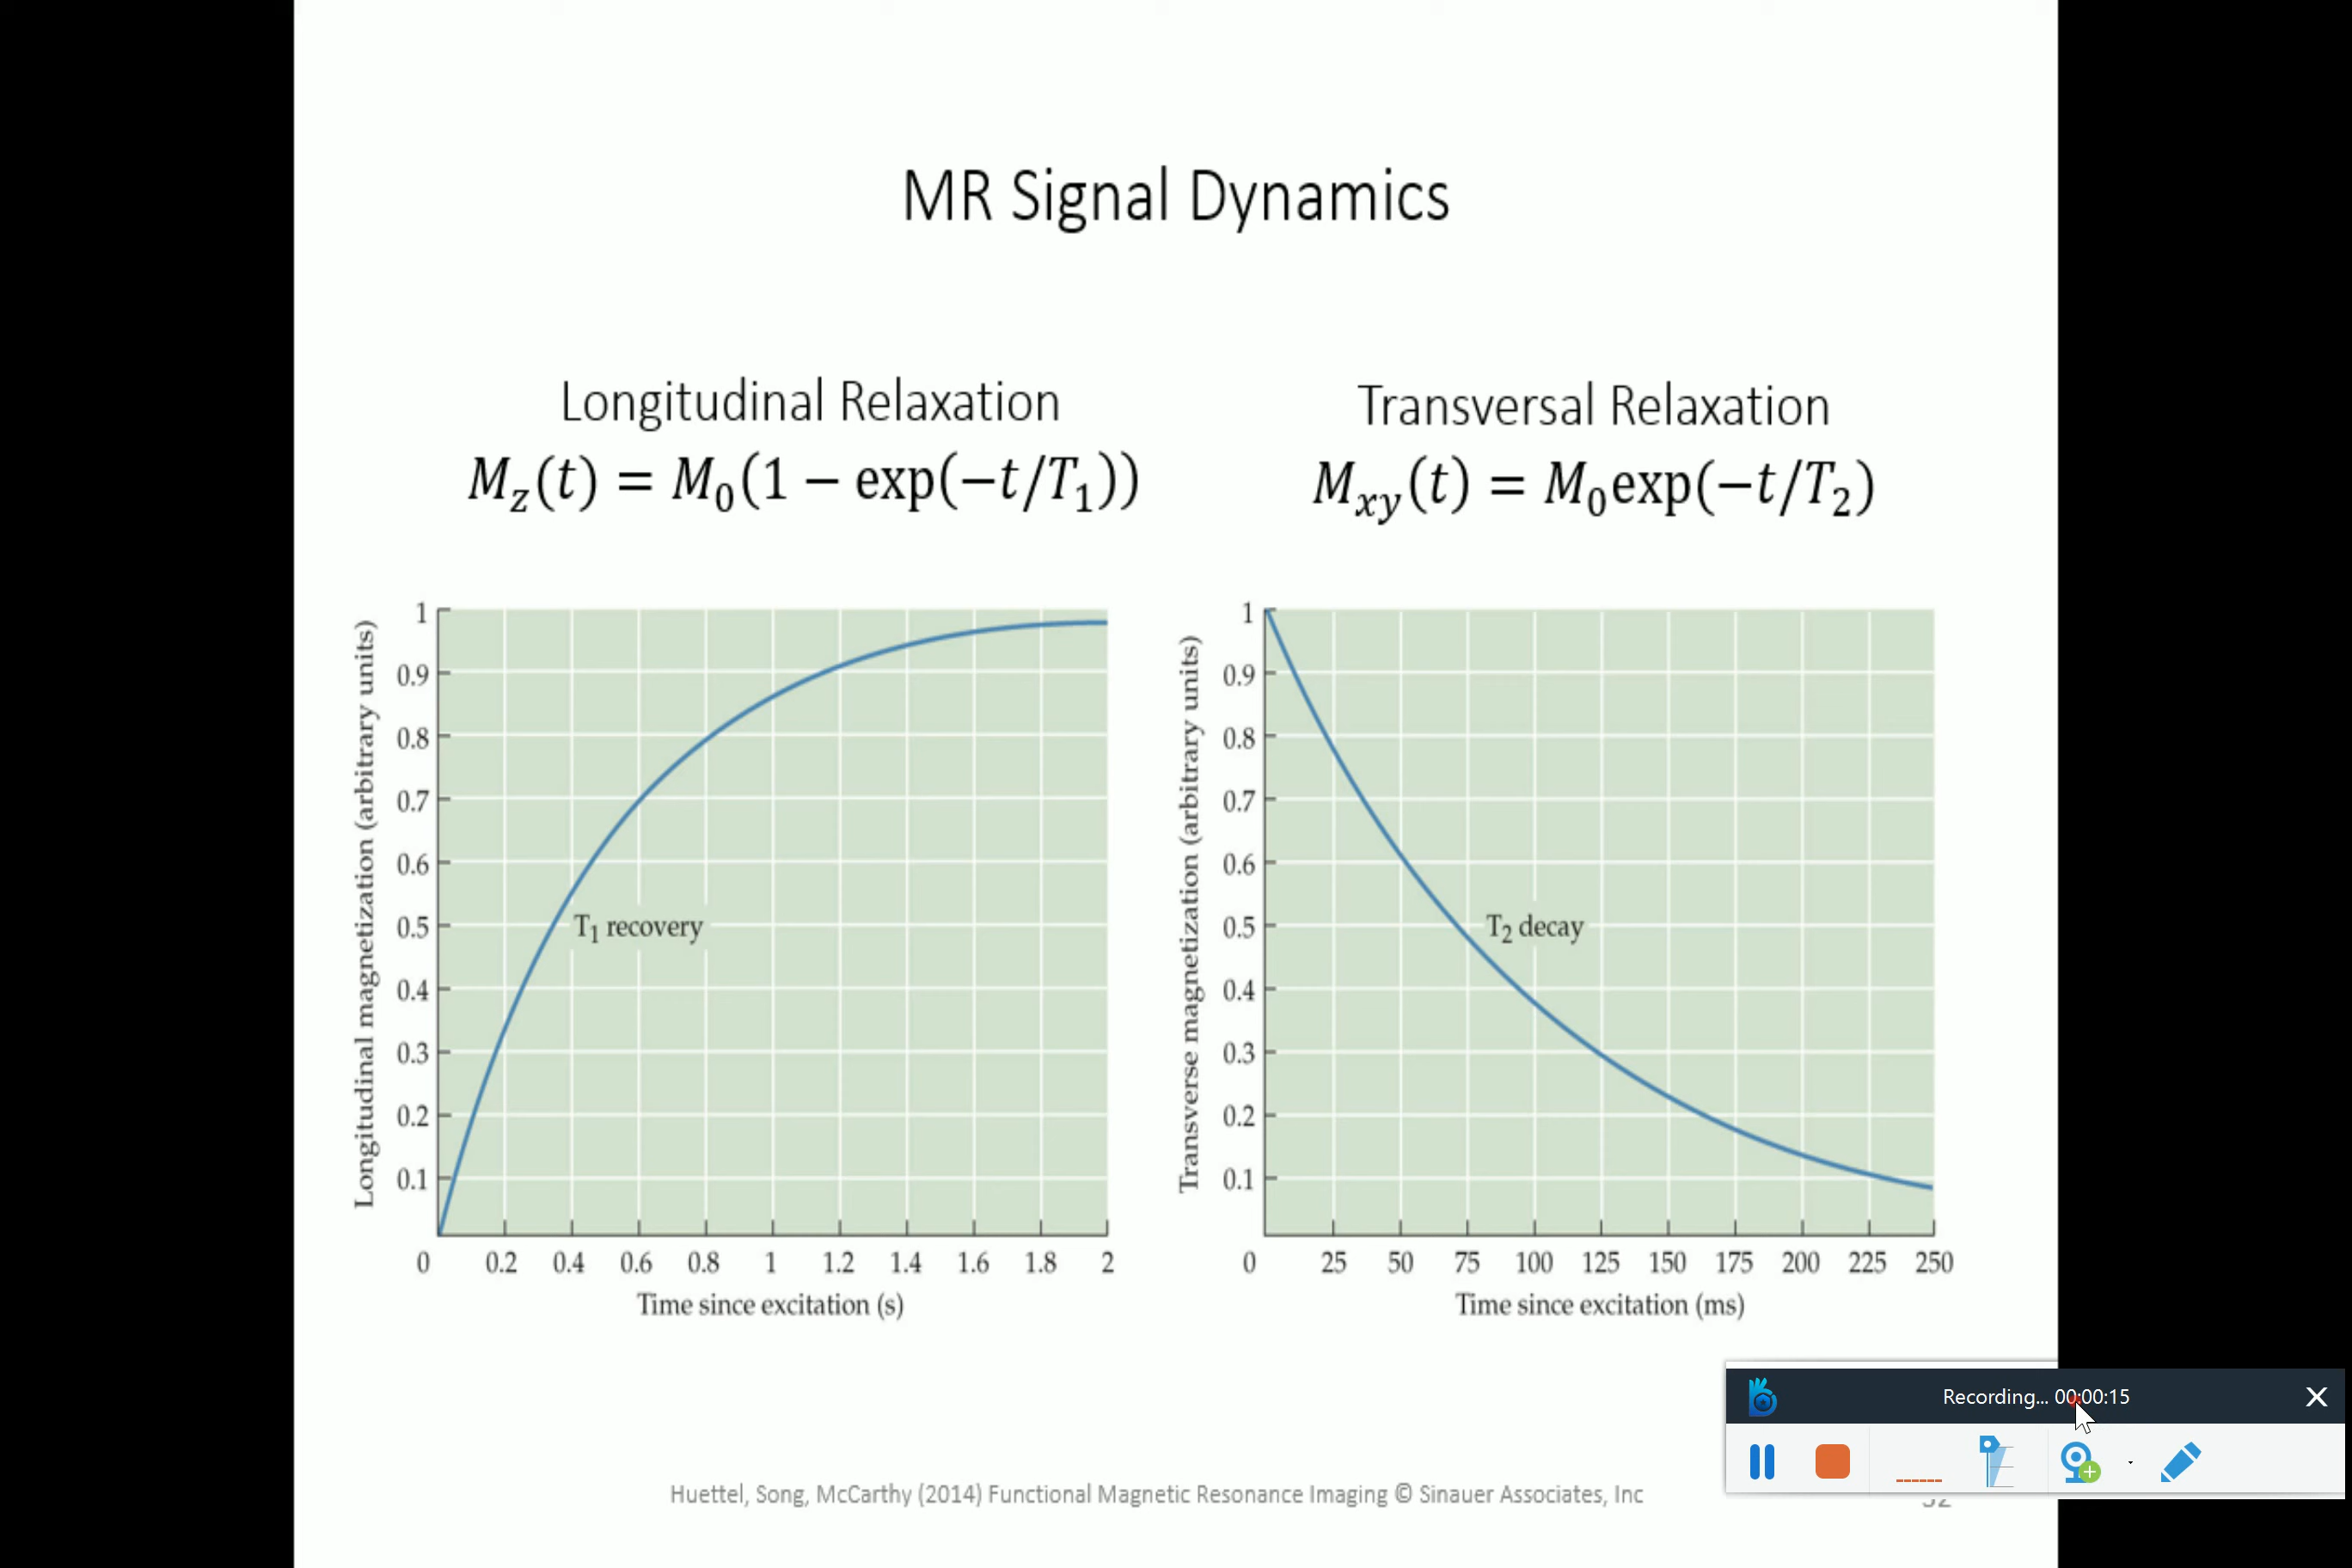 MR Signal Dynamics
Longitudinal Relaxation
M_z(t) = M_0(1 − exp(−t/T_1))
Transversal Relaxation
M_xy(t) = M_0exp(−t/T_2)
Longitudinal magnetization (arbitrary units)
1
0.9
0.8
0.7
0.6
0.5
0.4
0.3
0.2
0.1
T_1 recovery
0 0.2 0.4 0.6 0.8 1 1.2 1.4 1.6 1.8 2
Time since excitation (s)
Transverse magnetization (arbitrary units)
1
0.9
0.8
0.7
0.6
0.5
0.4
0.3
0.2
0.1
T_2 decay
0 25 50 75 100 125 150 175 200 225 250
Time since excitation (ms)
Recording... 00:00:15
Huettel, Song, McCarthy (2014) Functional Magnetic Resonance Imaging © Sinauer Associates, Inc